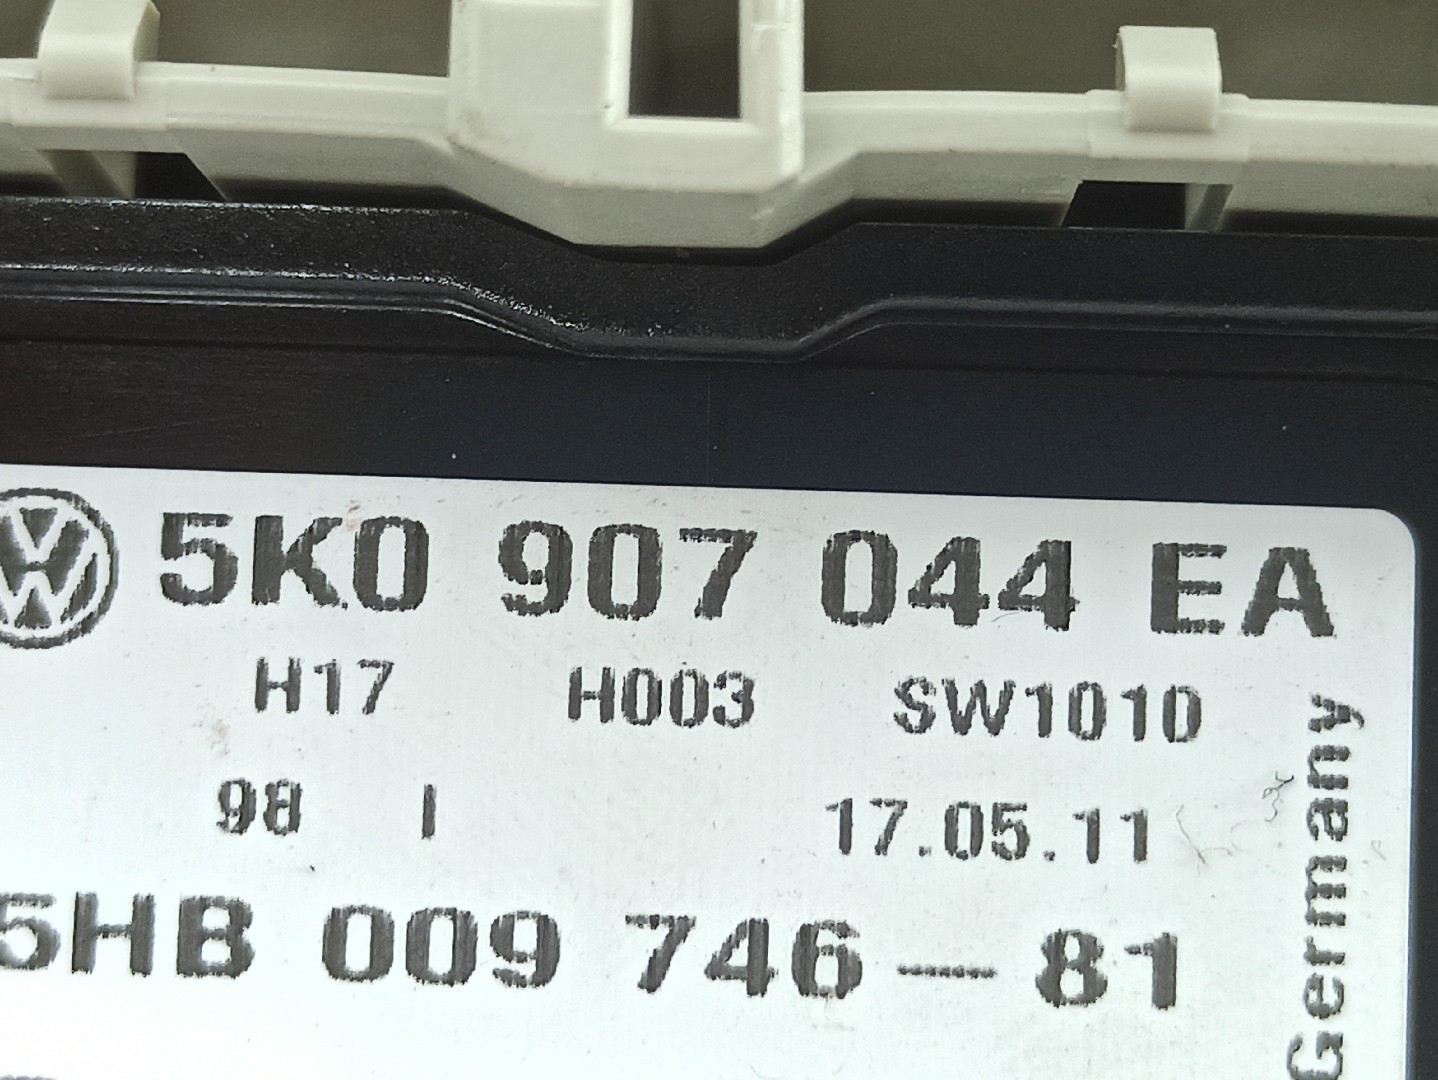 5K0 907 044 EA
H17 H003 SW1010
98 I 17.05.11
5HB 009 746-81
Germany